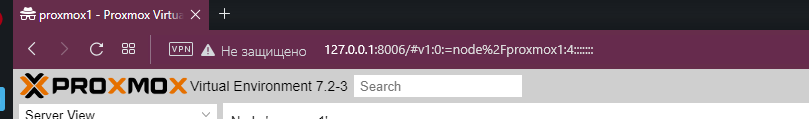 proxmox1 - Proxmox Virtua
VPN Не защищено 127.0.0.1:8006/#v1:0:=node%2Fproxmox1:4:::::::
PROXMOX Virtual Environment 7.2-3 Search
Server View